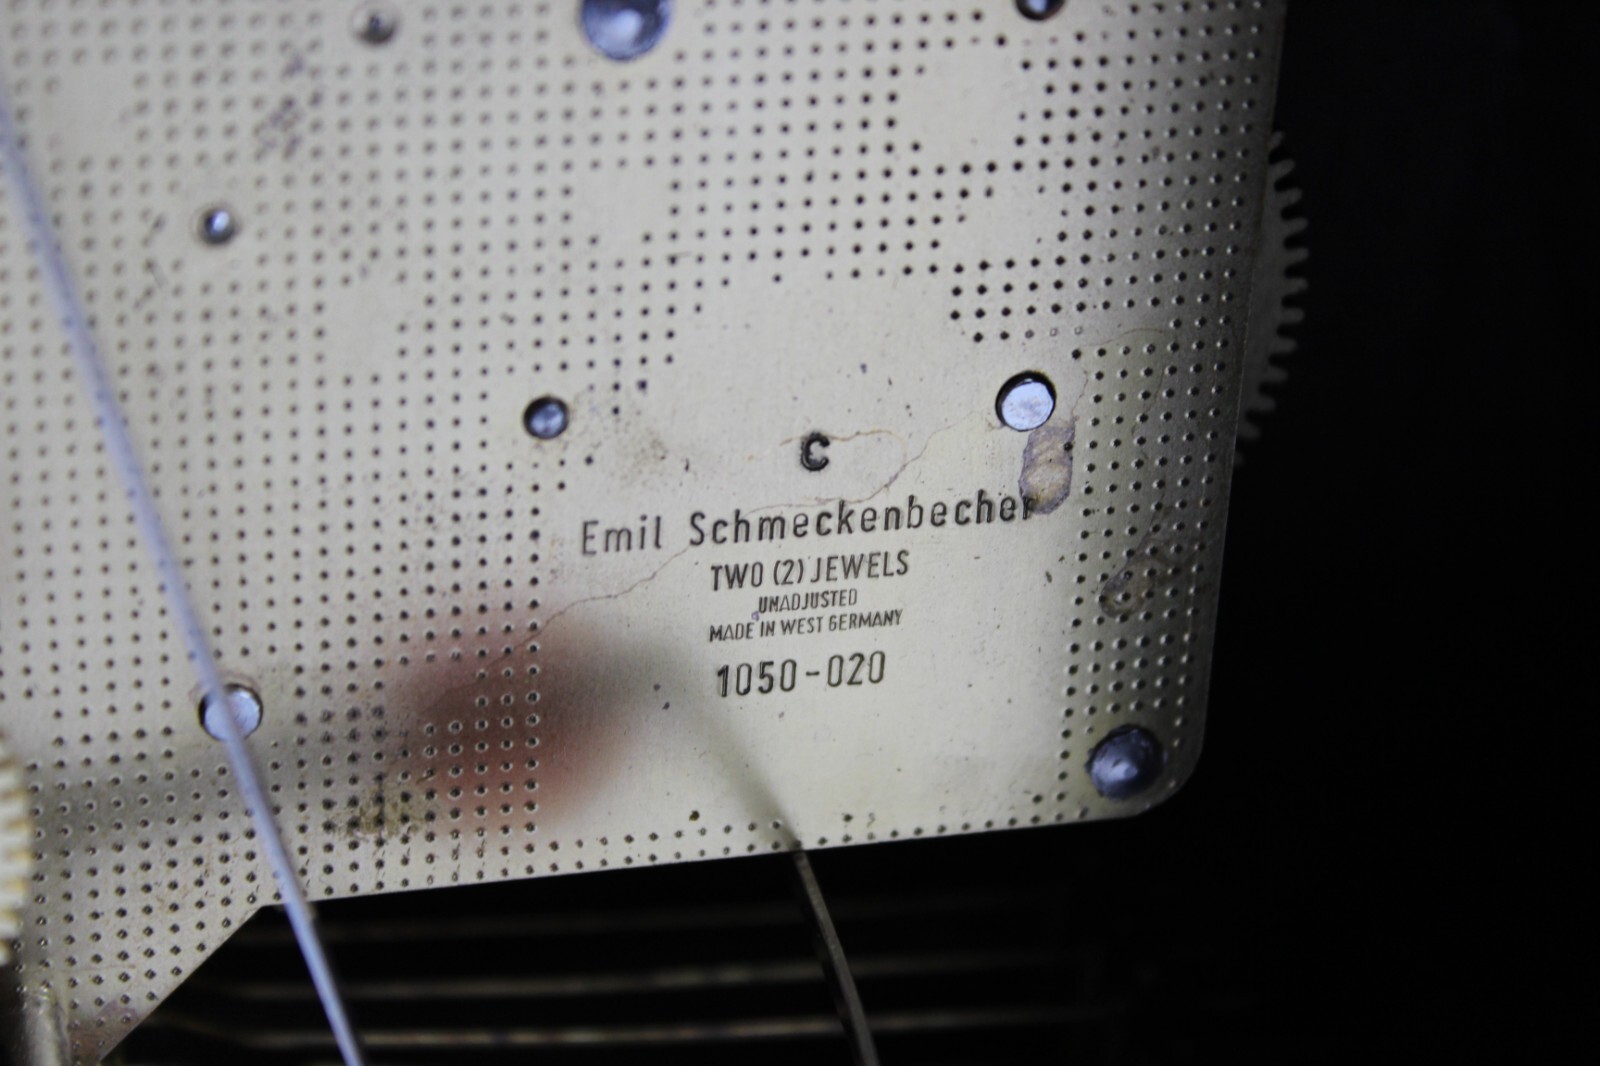 C
Emil Schmeckenbecher
TWO (2) JEWELS
UNADJUSTED
MADE IN WEST GERMANY
1050-020